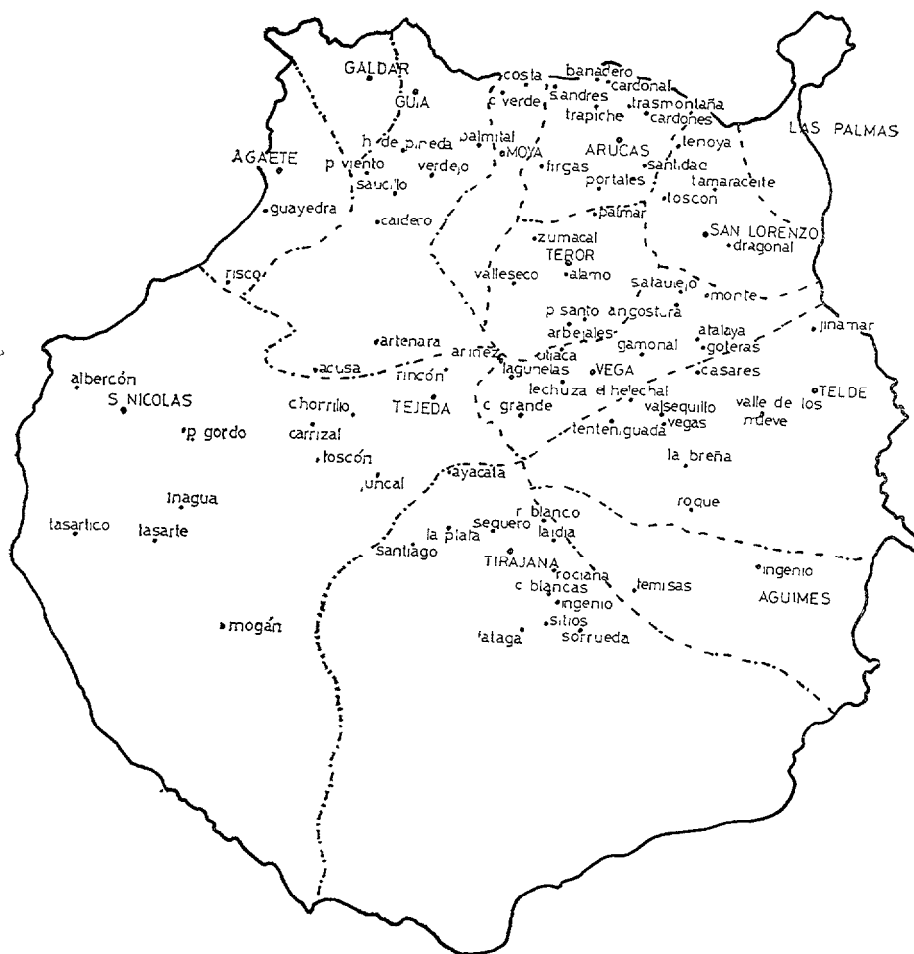 GALDAR
costa
banadero
cardonal
GUIA
c verde
s.andres
trasmontaña
trapiche
cardones
LAS PALMAS
h de pineda
palmital
MOYA
ARUCAS
tenoya
AGAETE
p viento
verdejo
firgas
santidad
saucillo
portales
tamaraceite
guayedra
toscon
caidero
palmar
SAN LORENZO
zumacal
dragonal
TEROR
risco
valleseco
alamo
satauiejo
monte
p santo
angostura
jinamar
artenara
arbejales
atalaya
ariñez
utiaca
gamonal
goteras
acusa
rincón
lagunetas
VEGA
casares
albercón
lechuza
el helechal
TELDE
S. NICOLAS
chorrillo
TEJEDA
c grande
valsequillo
valle de los
nueve
p. gordo
carrizal
tenteniguada
vegas
toscón
la breña
juncal
ayacata
Inagua
roque
r blanco
tasartico
tasarte
la plata
seguero
taidia
santiago
TIRAJANA
ingenio
rociana
temisas
c blancas
AGUIMES
ingenio
mogán
sitios
fataga
sorrueda